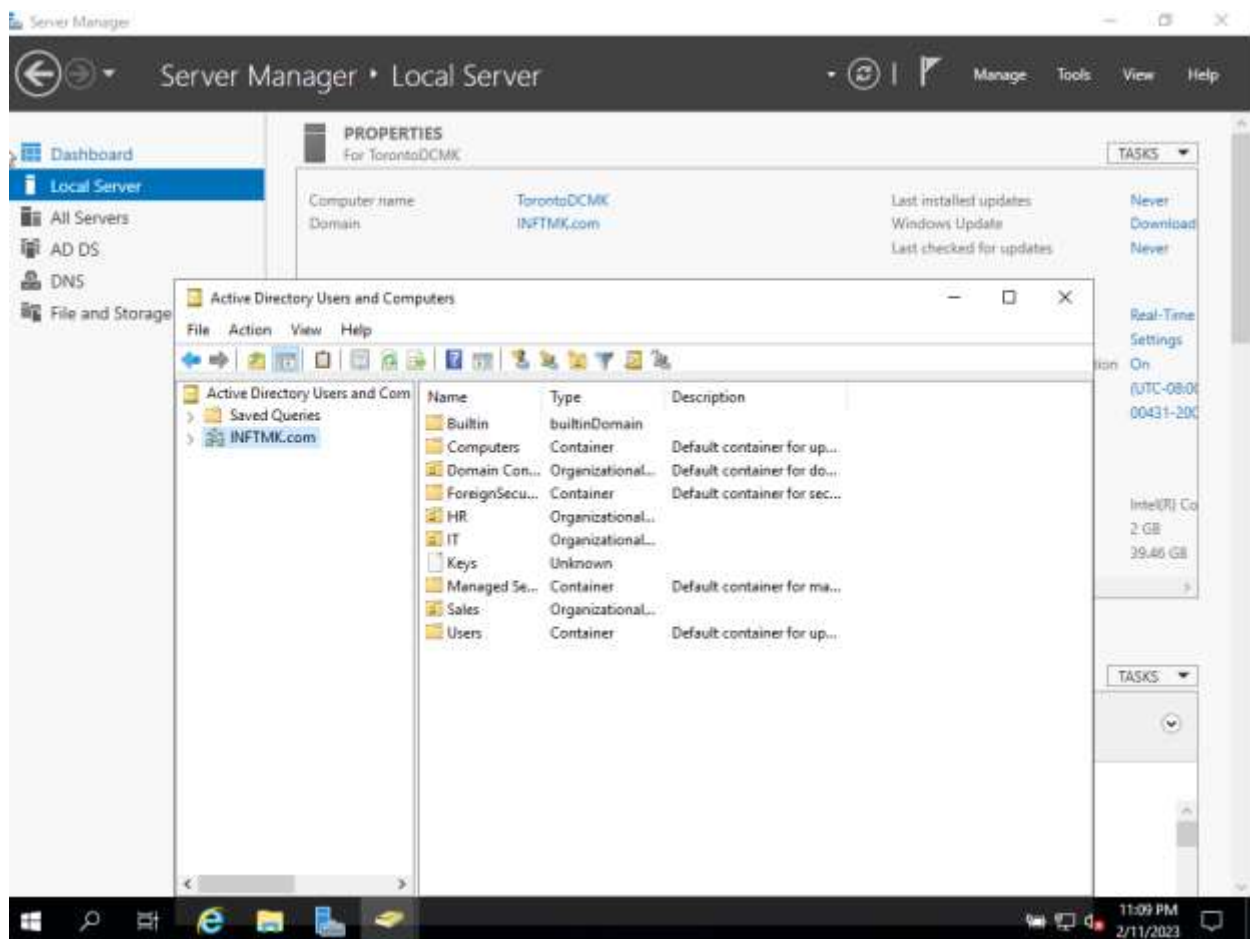 Server Manager
Server Manager • Local Server
Manage Tools View Help
Dashboard
Local Server
All Servers
AD DS
DNS
File and Storage
PROPERTIES
For TorontoDCMK
TASKS
Computer name TorontoDCMK Last installed updates Never
Domain INFTMK.com Windows Update Download
Last checked for updates Never
Real-Time
Settings
On
(UTC-08:00
Intel(R) Co
2 GB
39.46 GB
TASKS
Active Directory Users and Computers
File Action View Help
Active Directory Users and Com
Saved Queries
INFTMK.com
Name Type Description
Builtin builtinDomain
Computers Container Default container for up...
Domain Con... Organizational... Default container for do...
ForeignSecu... Container Default container for sec...
HR Organizational...
IT Organizational...
Keys Unknown
Managed Se... Container Default container for ma...
Sales Organizational...
Users Container Default container for up...
11:09 PM
2/11/2023